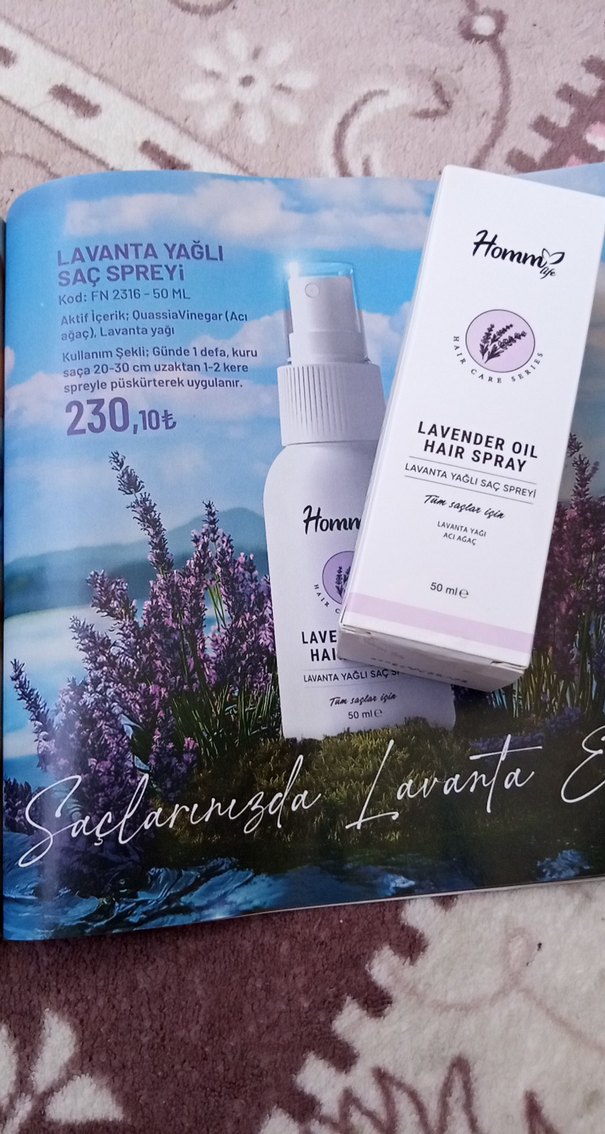 LAVANTA YAĞLI
SAÇ SPREYi
Kod: FN 2316 - 50 ML
Aktif İçerik; QuassiaVinegar (Acı
ağaç), Lavanta yağı
Kullanım Şekli; Günde 1 defa, kuru
saça 20-30 cm uzaktan 1-2 kere
spreyle püskürterek uygulanır.
230,10₺
Homm
life
HAIR CARE SERIES
LAVENDER OIL
HAIR SPRAY
LAVANTA YAĞLI SAÇ SPREYİ
Tüm saçlar için
LAVANTA YAĞI
ACI AĞAÇ
50 ml e
Homm
HAIR C
LAVE
HAI
LAVANTA YAĞLI SAÇ S
Tüm saçlar için
50 ml e
Saçlarınızda Lavanta E